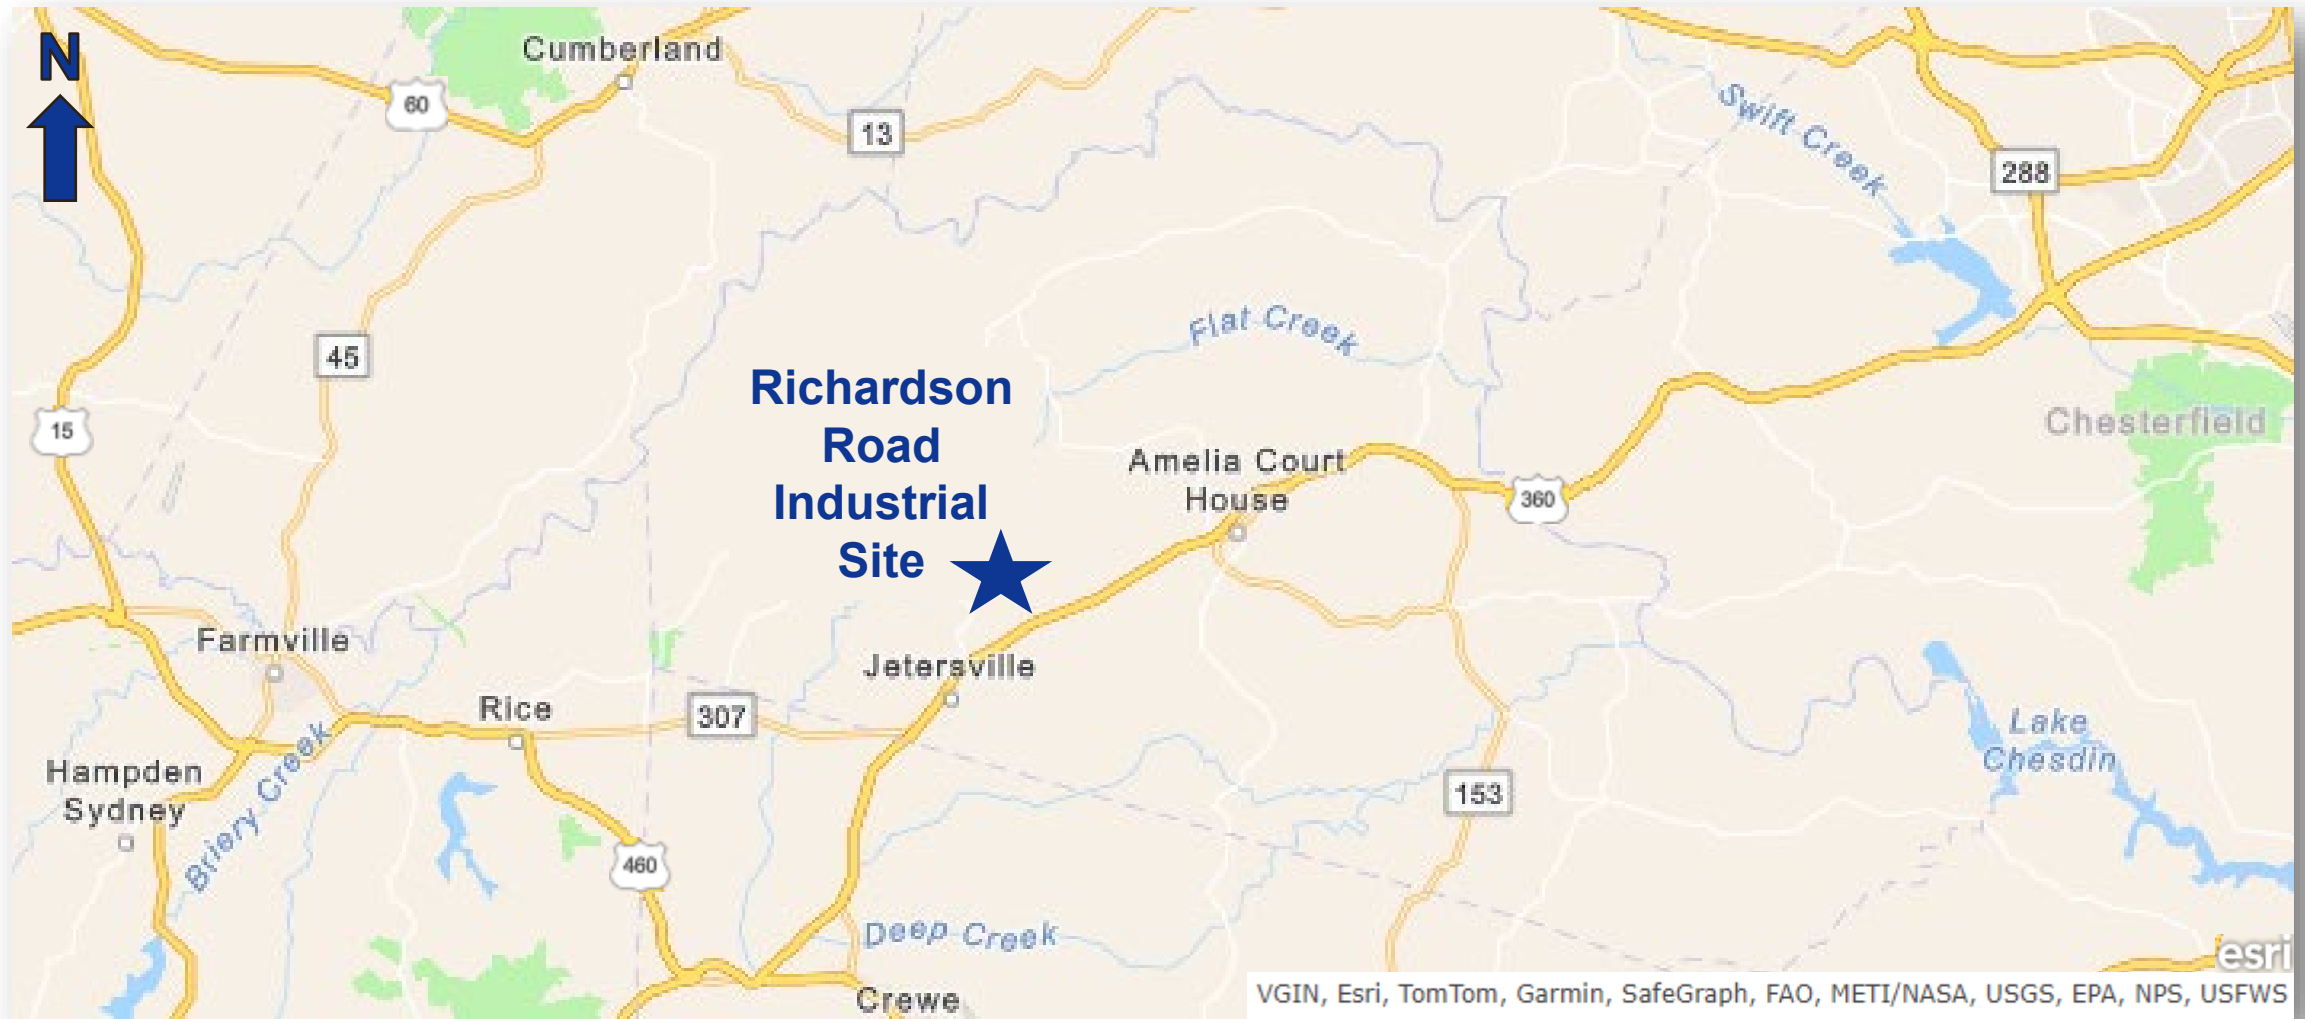 N
Cumberland
60
13
Swift Creek
288
45
Flat Creek
Richardson
Road
Industrial
Site
15
Chesterfield
Amelia Court
House
360
Farmville
Jetersville
Rice
307
Lake
Chesdin
Hampden
Sydney
Briery Creek
153
460
Deep Creek
Crewe
esri
VGIN, Esri, TomTom, Garmin, SafeGraph, FAO, METI/NASA, USGS, EPA, NPS, USFWS